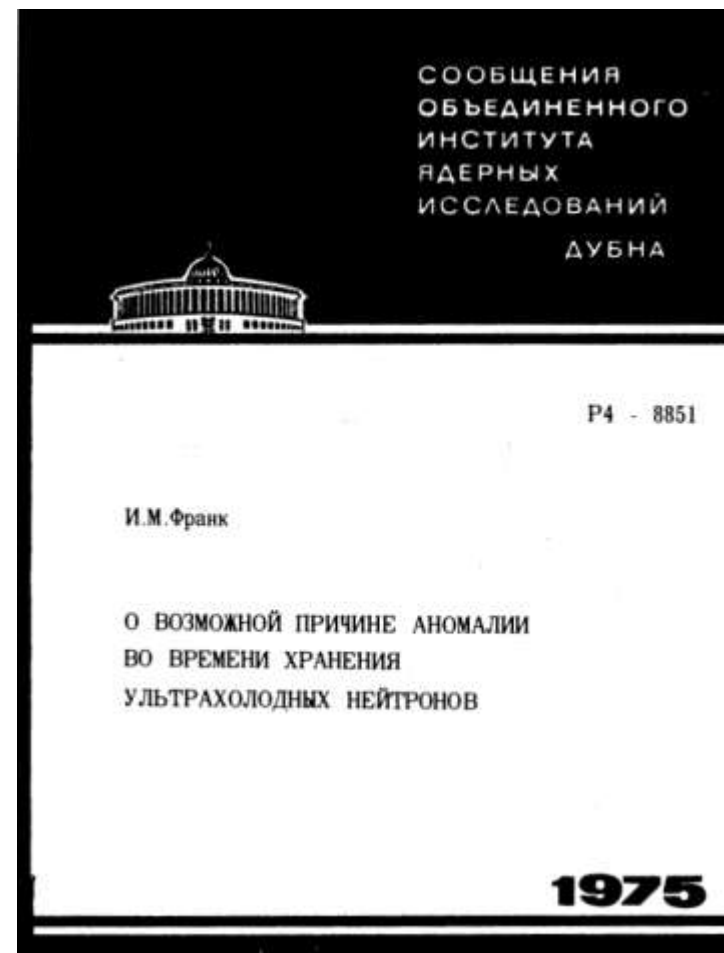 СООБЩЕНИЯ
ОБЪЕДИНЕННОГО
ИНСТИТУТА
ЯДЕРНЫХ
ИССЛЕДОВАНИЙ
ДУБНА
Р4 - 8851
И.М.Франк
О ВОЗМОЖНОЙ ПРИЧИНЕ АНОМАЛИИ
ВО ВРЕМЕНИ ХРАНЕНИЯ
УЛЬТРАХОЛОДНЫХ НЕЙТРОНОВ
1975